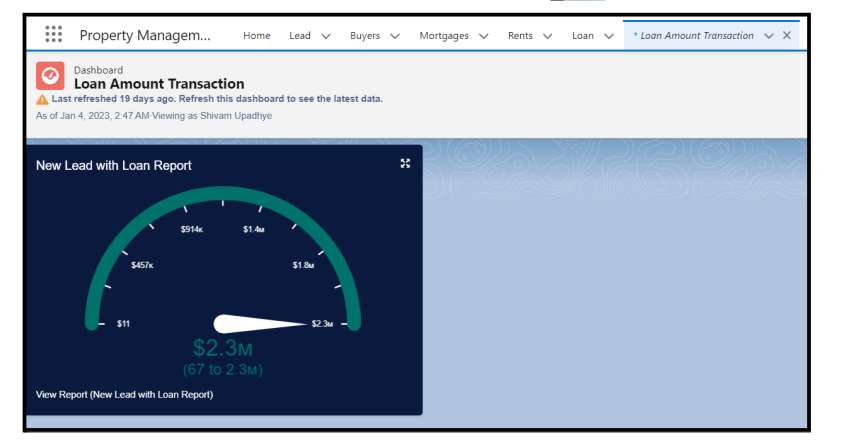 Property Managem... Home Lead Buyers Mortgages Rents Loan * Loan Amount Transaction
Dashboard
Loan Amount Transaction
Last refreshed 19 days ago. Refresh this dashboard to see the latest data.
As of Jan 4, 2023, 2:47 AM·Viewing as Shivam Upadhye
New Lead with Loan Report
$914K $1.4M
$457K $1.8M
$11 $2.3M
$2.3M
(67 to 2.3M)
View Report (New Lead with Loan Report)